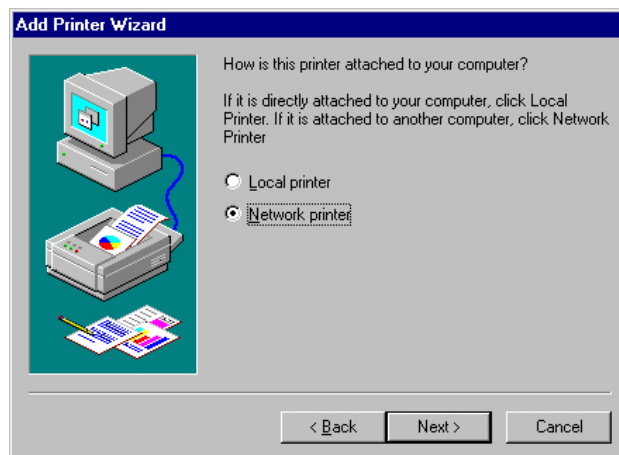 Add Printer Wizard
How is this printer attached to your computer?
If it is directly attached to your computer, click Local
Printer. If it is attached to another computer, click Network
Printer
Local printer
Network printer
< Back
Next >
Cancel